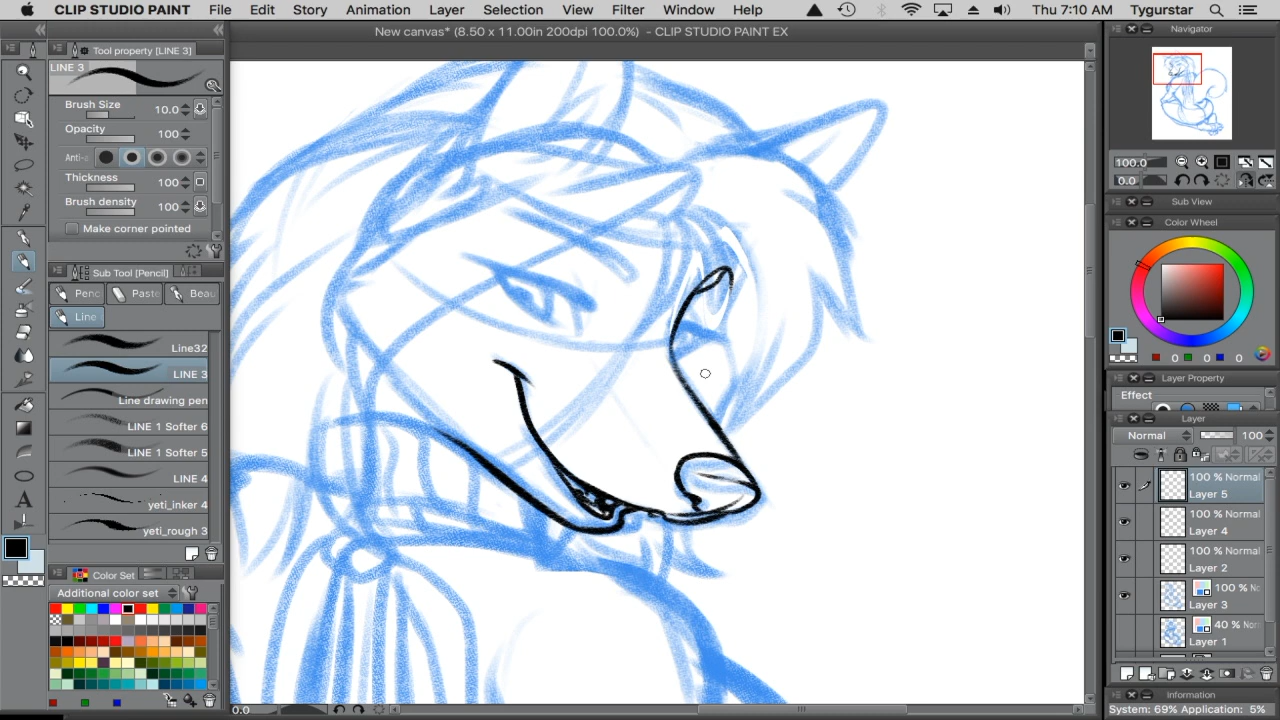 CLIP STUDIO PAINT File Edit Story Animation Layer Selection View Filter Window Help Thu 7:10 AM Tygurstar
New canvas* (8.50 x 11.00in 200dpi 100.0%) - CLIP STUDIO PAINT EX
Tool property [LINE 3]
LINE 3
Brush Size 10.0
Opacity 100
Anti-a
Thickness 100
Brush density 100
Make corner pointed
Sub Tool [Pencil]
Penc Paste Beau
Line
Line32
LINE 3
Line drawing pen
LINE 1 Softer 6
LINE 1 Softer 5
LINE 4
yeti_inker 4
yeti_rough 3
Color Set
Additional color set
0.0
Navigator
100.0
0.0
Sub View
Color Wheel
0 0 0
Layer Property
Effect
Layer
Normal 100
100 % Normal
Layer 5
100 % Normal
Layer 4
100 % Normal
Layer 2
100 % No
Layer 3
40 % Nor
Layer 1
Information
System: 69% Application: 5%